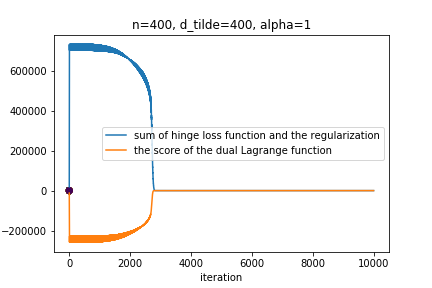 n=400, d_tilde=400, alpha=1
600000
400000
200000
0
−200000
sum of hinge loss function and the regularization
the score of the dual Lagrange function
0 2000 4000 6000 8000 10000
iteration